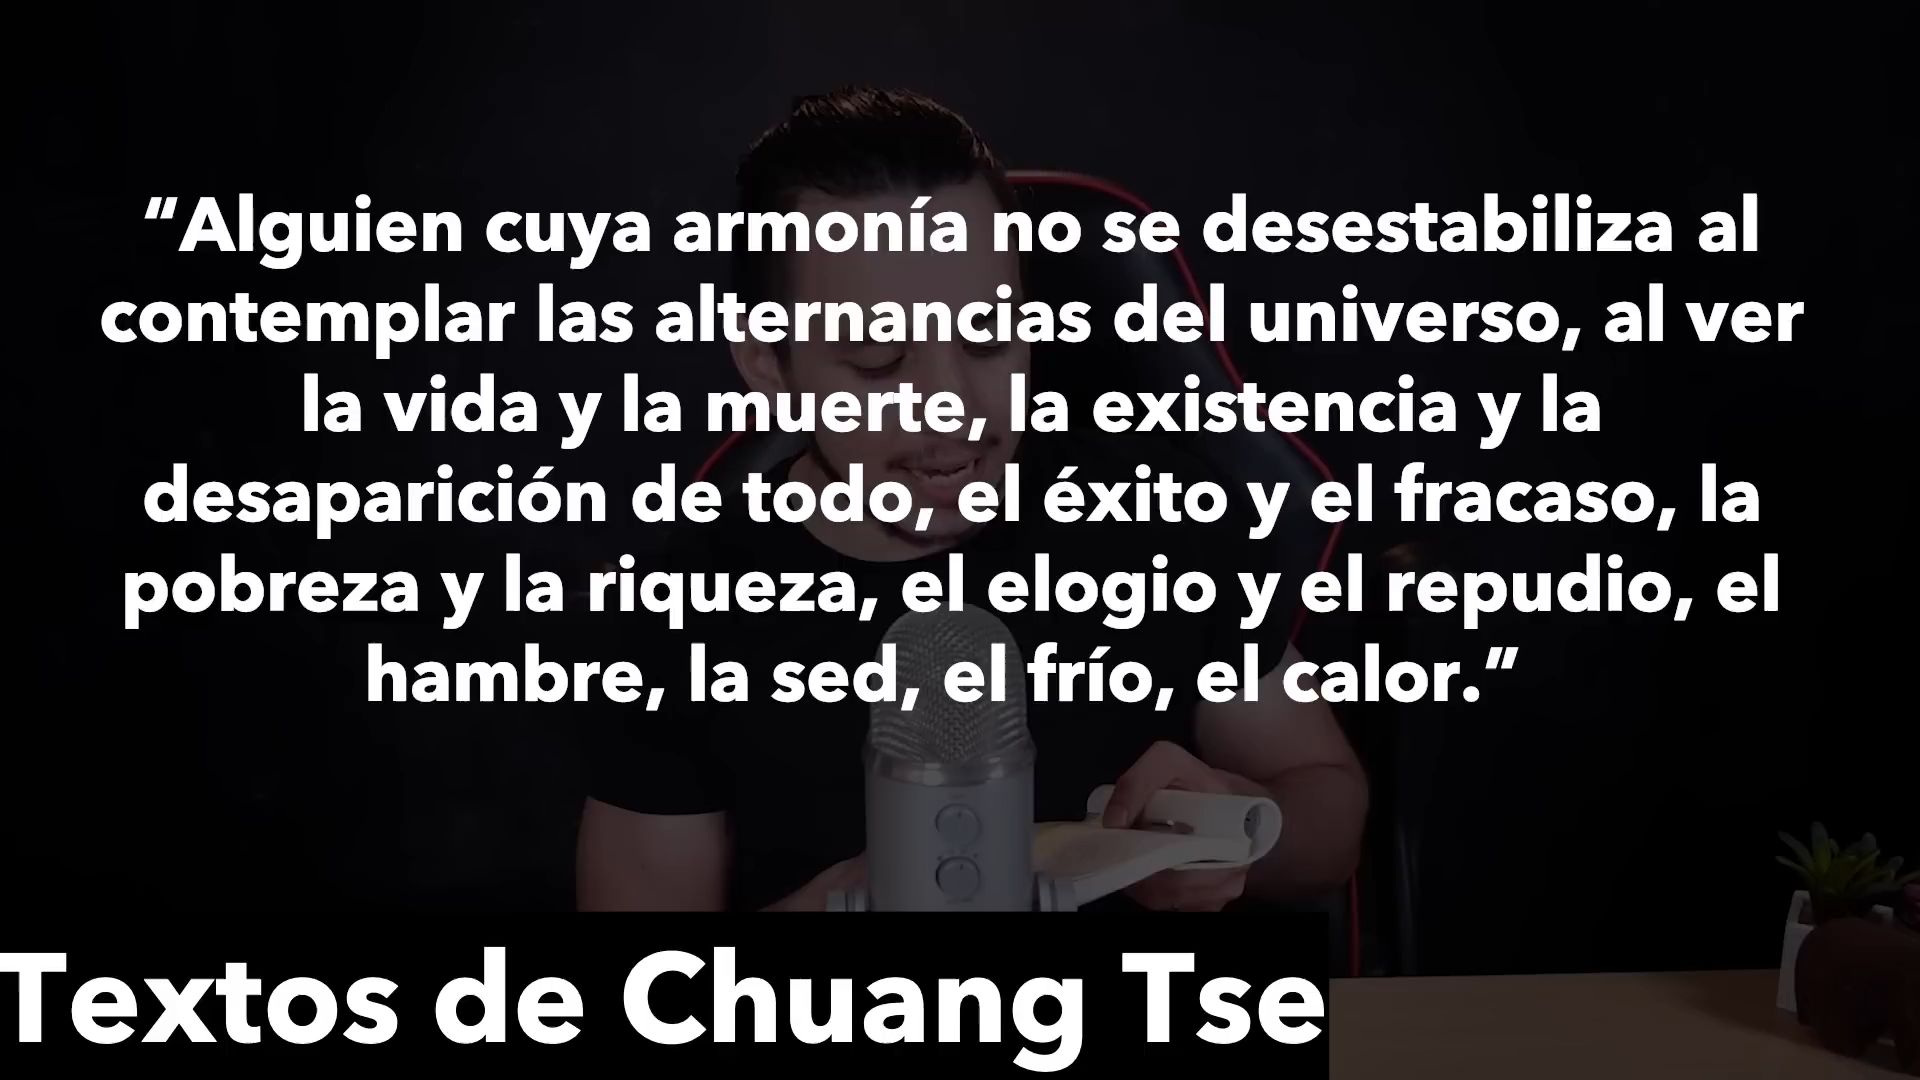 “Alguien cuya armonía no se desestabiliza al
contemplar las alternancias del universo, al ver
la vida y la muerte, la existencia y la
desaparición de todo, el éxito y el fracaso, la
pobreza y la riqueza, el elogio y el repudio, el
hambre, la sed, el frío, el calor.”
Textos de Chuang Tse